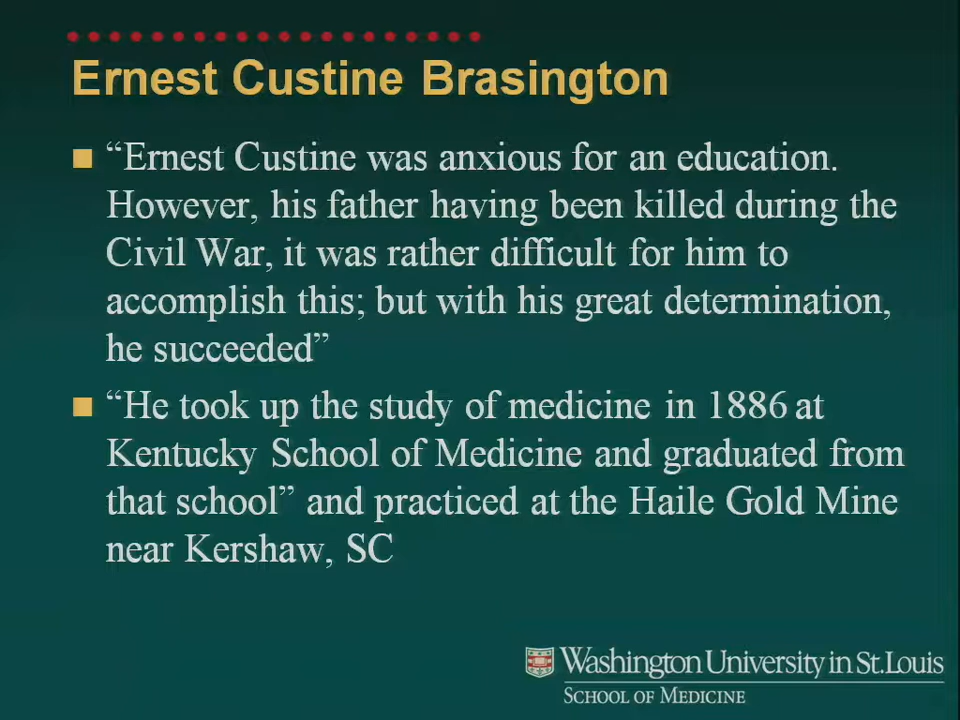 Ernest Custine Brasington
“Ernest Custine was anxious for an education.
However, his father having been killed during the
Civil War, it was rather difficult for him to
accomplish this; but with his great determination,
he succeeded”
“He took up the study of medicine in 1886 at
Kentucky School of Medicine and graduated from
that school” and practiced at the Haile Gold Mine
near Kershaw, SC
Washington University in St. Louis
School of Medicine